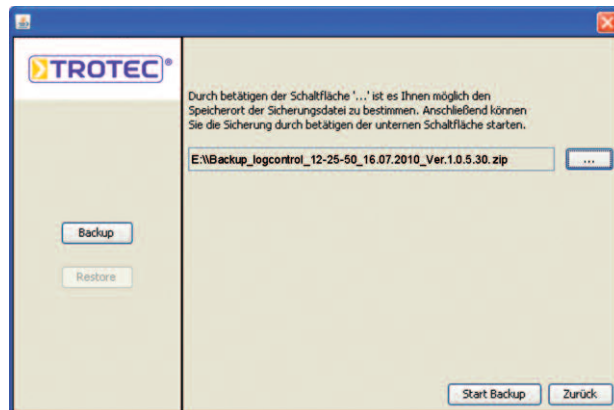 TROTEC®
Durch betätigen der Schaltfläche '...' ist es Ihnen möglich den
Speicherort der Sicherungsdatei zu bestimmen. Anschließend können
Sie die Sicherung durch betätigen der unternen Schaltfläche starten.
E:\\Backup_logcontrol_12-25-50_16.07.2010_Ver.1.0.5.30.zip
...
Backup
Restore
Start Backup
Zurück